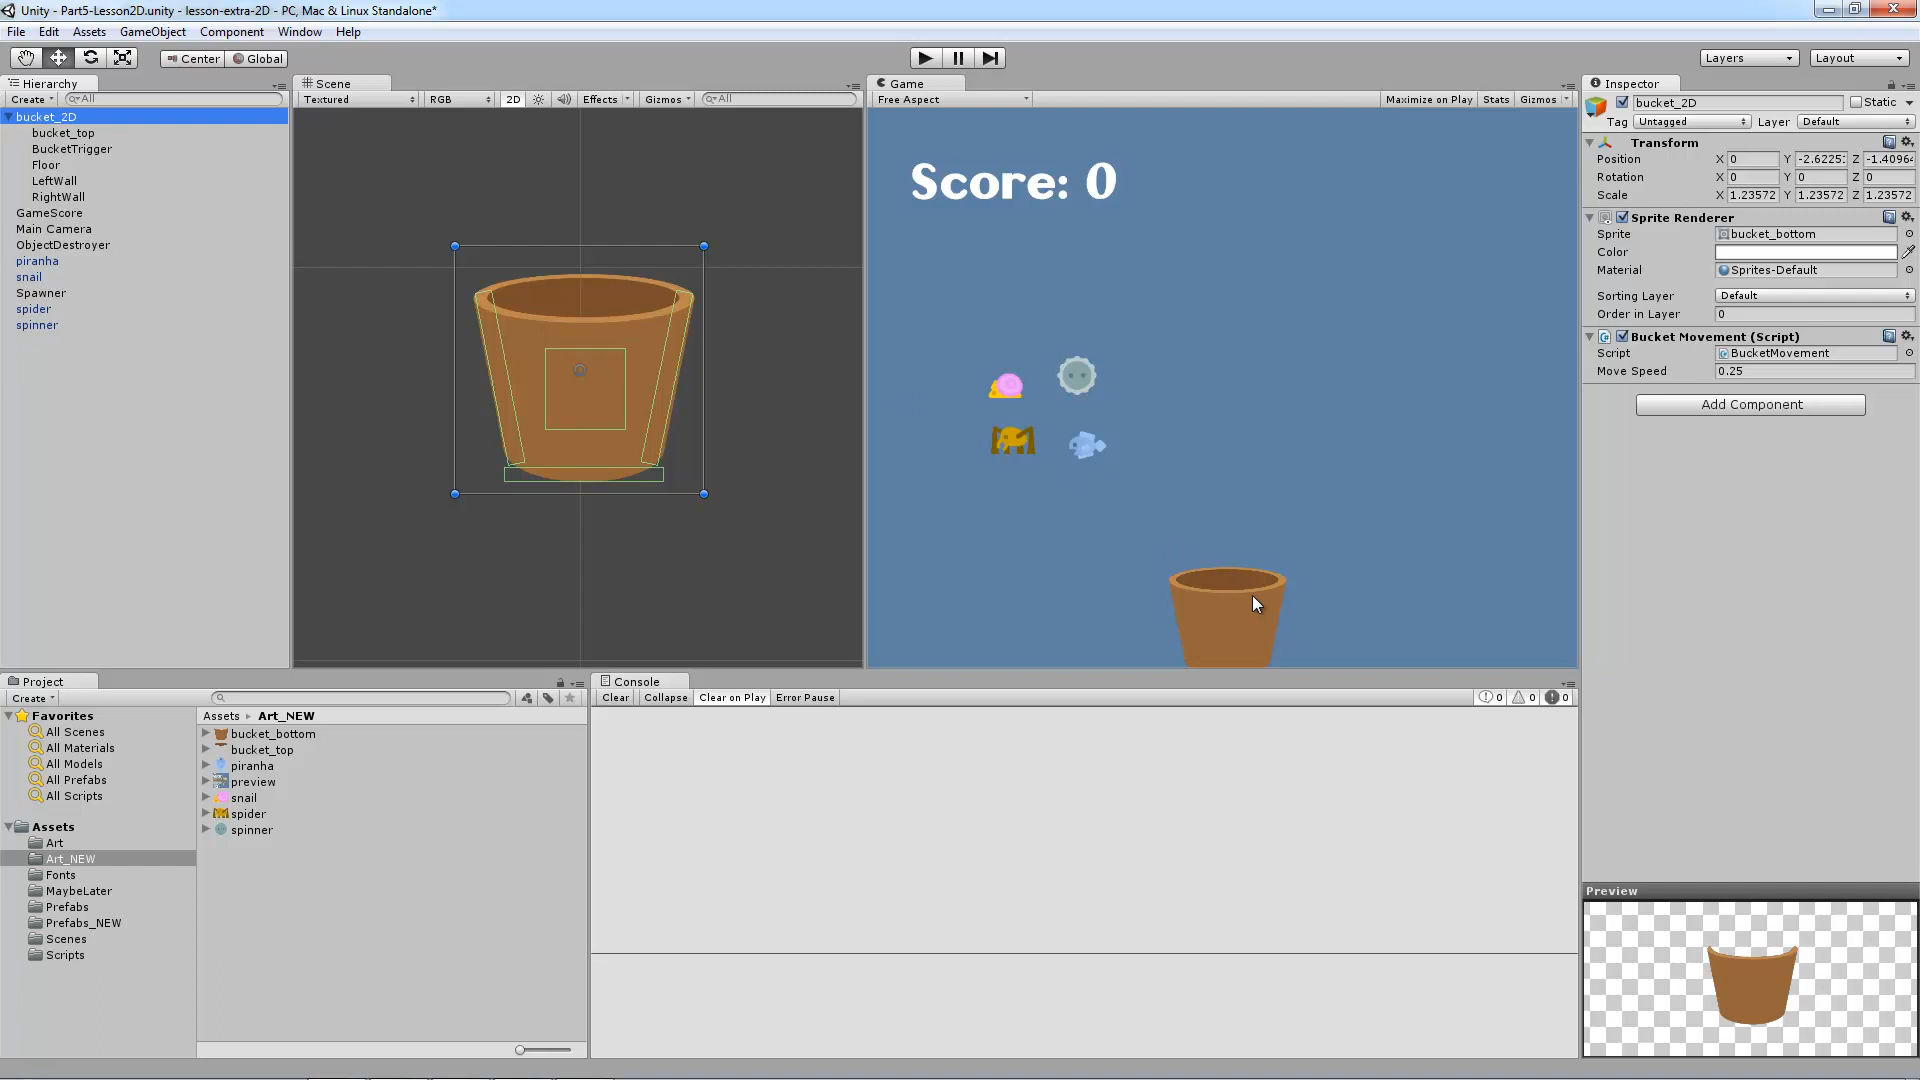 Unity - Part5-Lesson2D.unity - lesson-extra-2D - PC, Mac & Linux Standalone*
File Edit Assets GameObject Component Window Help
Center Global Layers Layout
Hierarchy
Create All
bucket_2D
bucket_top
BucketTrigger
Floor
LeftWall
RightWall
GameScore
Main Camera
ObjectDestroyer
piranha
snail
Spawner
spider
spinner
Scene
Textured RGB 2D Effects Gizmos All
Game
Free Aspect Maximize on Play Stats Gizmos
Score: 0
Inspector
bucket_2D Static
Tag Untagged Layer Default
Transform
Position X 0 Y -2.6225: Z -1.4096
Rotation X 0 Y 0 Z 0
Scale X 1.23572 Y 1.23572 Z 1.23572
Sprite Renderer
Sprite bucket_bottom
Color
Material Sprites-Default
Sorting Layer Default
Order in Layer 0
Bucket Movement (Script)
Script BucketMovement
Move Speed 0.25
Add Component
Preview
Project
Create
Favorites
All Scenes
All Materials
All Models
All Prefabs
All Scripts
Assets
Art
Art_NEW
Fonts
MaybeLater
Prefabs
Prefabs_NEW
Scenes
Scripts
Assets Art_NEW
bucket_bottom
bucket_top
piranha
preview
snail
spider
spinner
Console
Clear Collapse Clear on Play Error Pause 0 0 0